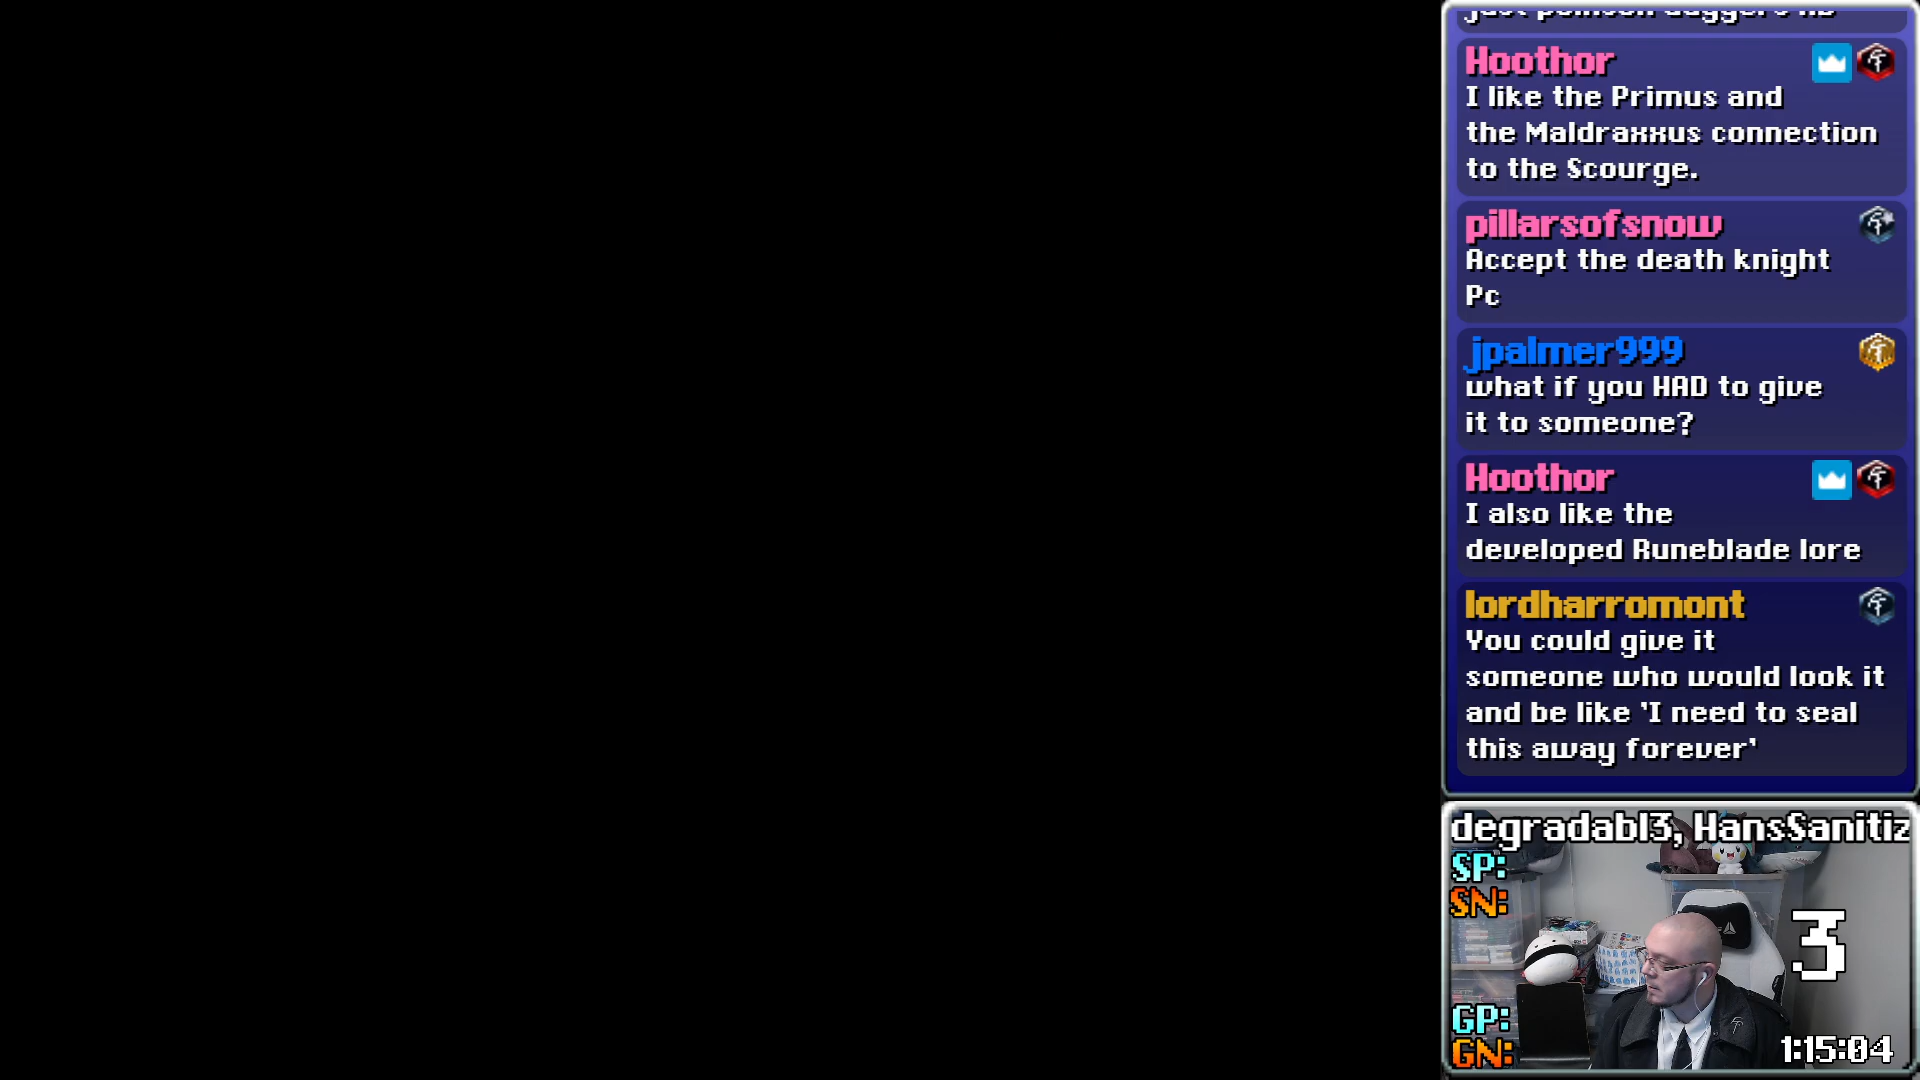 Hoothor
I like the Primus and
the Maldraxxus connection
to the Scourge.
pillarsofsnow
Accept the death knight
Pc
jpalmer999
what if you HAD to give
it to someone?
Hoothor
I also like the
developed Runeblade lore
lordharromont
You could give it
someone who would look it
and be like 'I need to seal
this away forever'
degradabl3, HansSanitiz
SP:
SN:
3
GP:
GN:
1:15:04